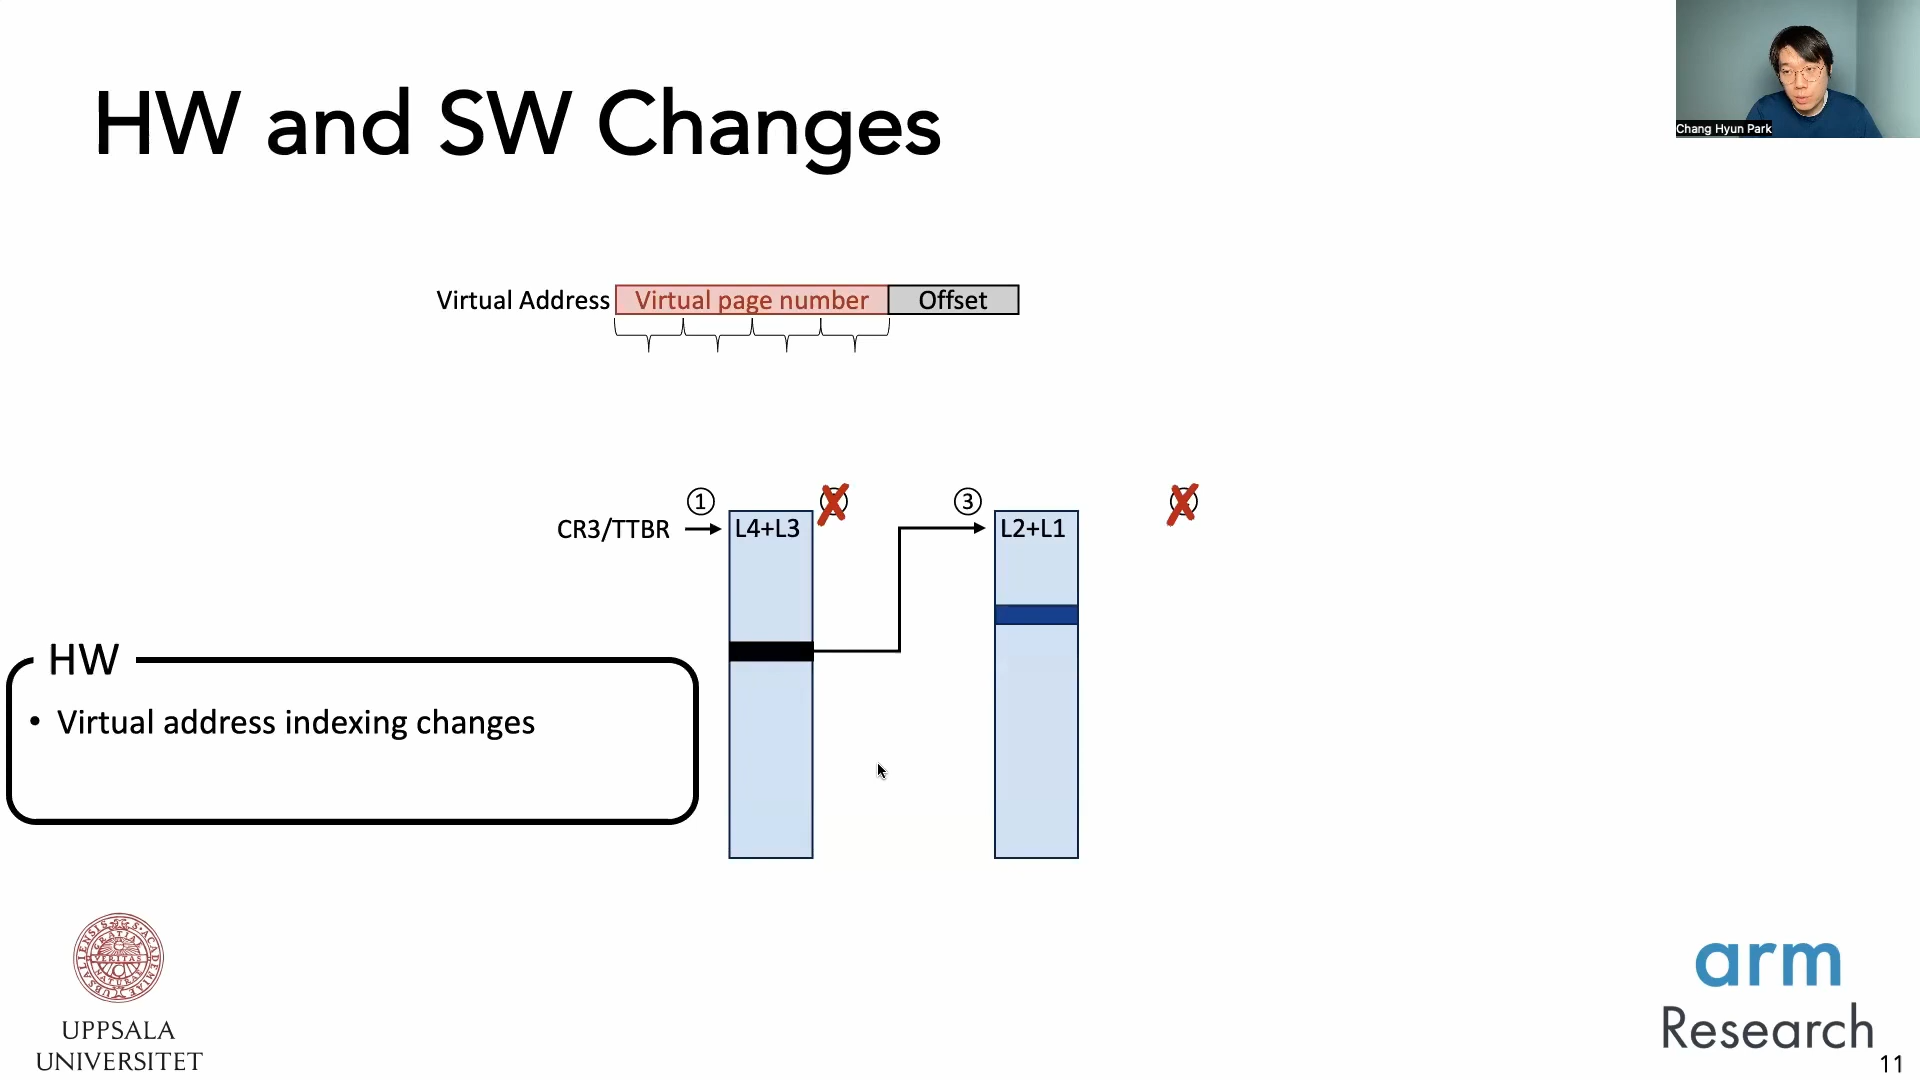 Chang Hyun Park
HW and SW Changes
Virtual Address
Virtual page number
Offset
① ③
CR3/TTBR
L4+L3
L2+L1
HW
• Virtual address indexing changes
UPPSALA
UNIVERSITET
arm
Research
11